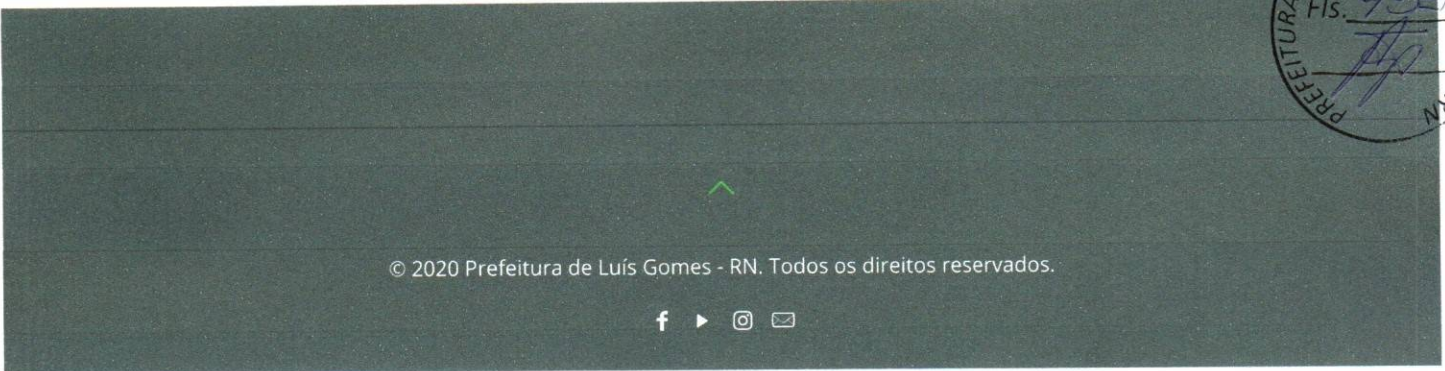 Fls.
PREFEITURA
© 2020 Prefeitura de Luís Gomes - RN. Todos os direitos reservados.